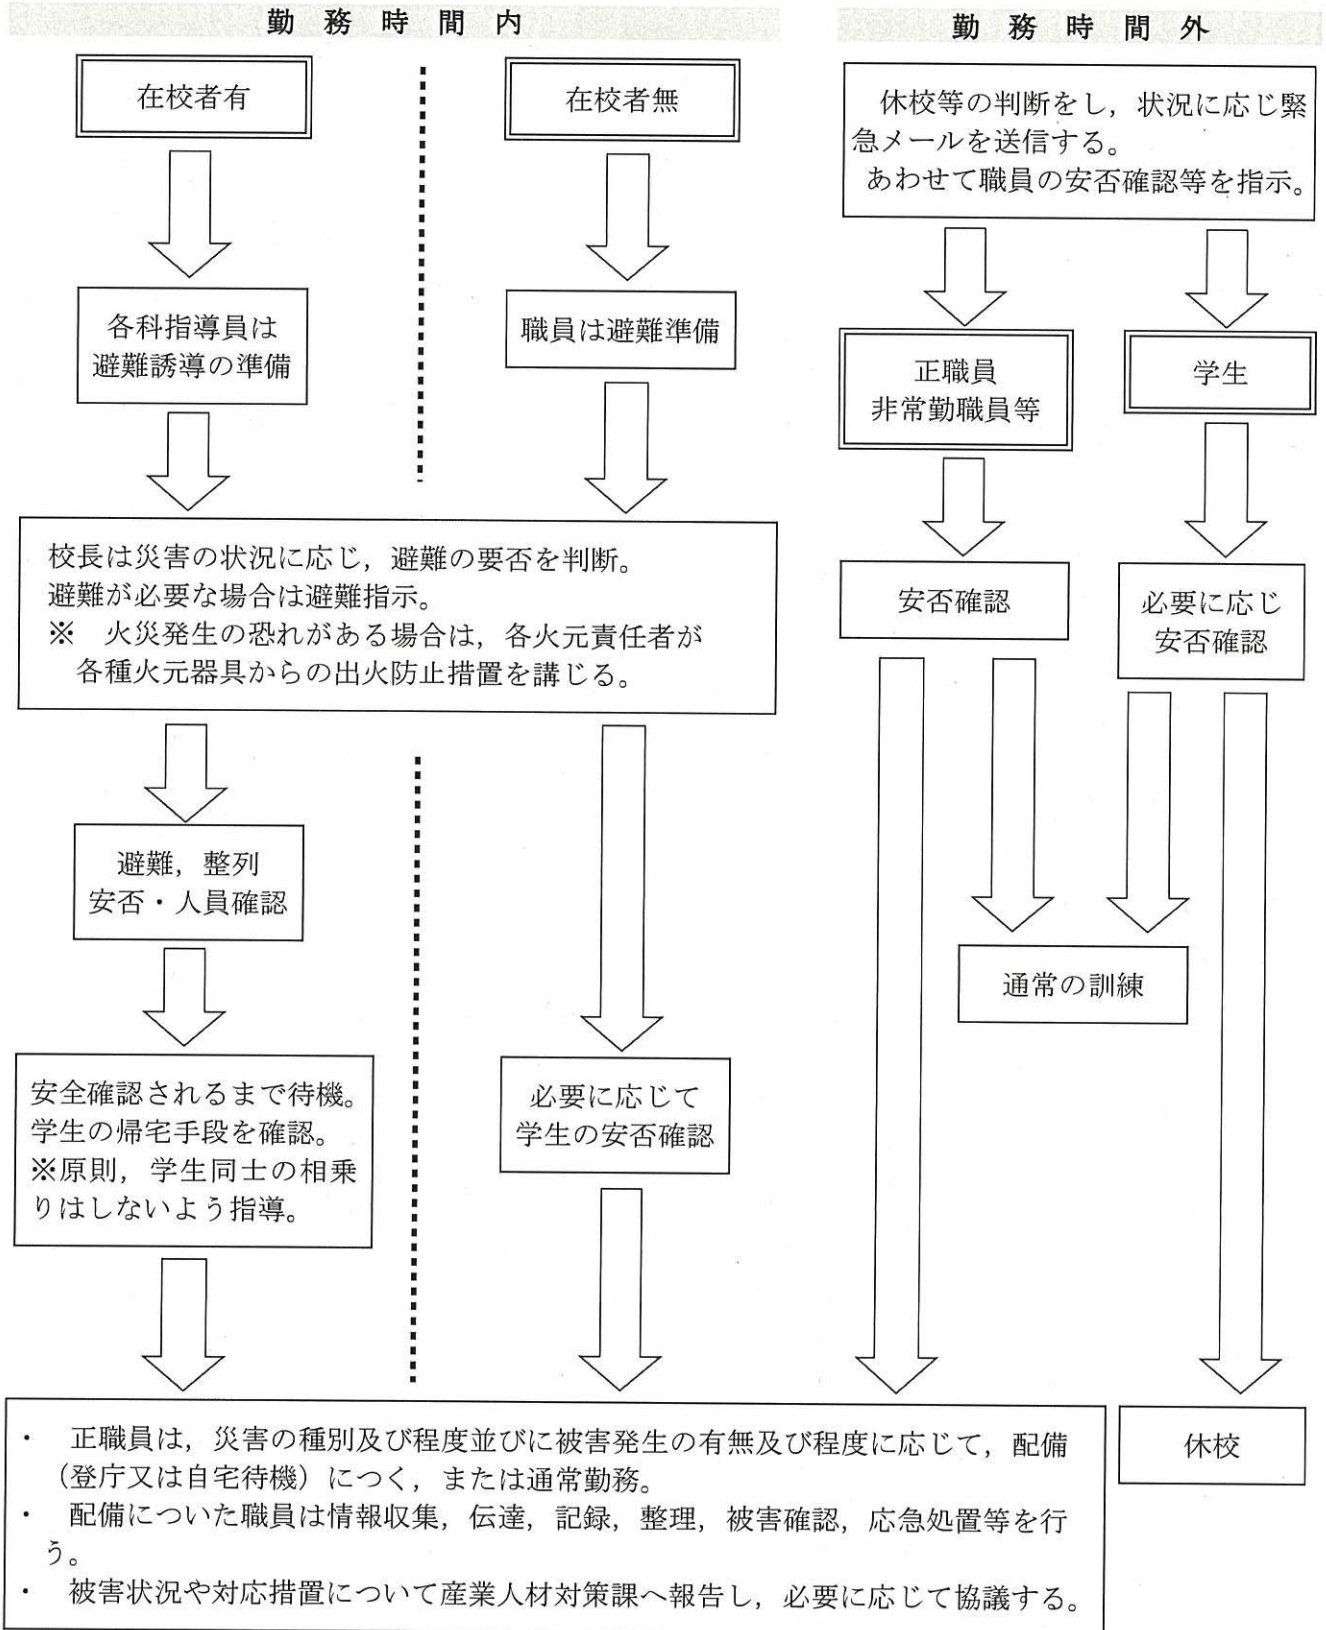 勤務時間内
在校者有
在校者無
各科指導員は
避難誘導の準備
職員は避難準備
校長は災害の状況に応じ，避難の要否を判断。
避難が必要な場合は避難指示。
※　火災発生の恐れがある場合は，各火元責任者が
各種火元器具からの出火防止措置を講じる。
避難，整列
安否・人員確認
安全確認されるまで待機。
学生の帰宅手段を確認。
※原則，学生同士の相乗
りはしないよう指導。
必要に応じて
学生の安否確認
勤務時間外
休校等の判断をし，状況に応じ緊
急メールを送信する。
あわせて職員の安否確認等を指示。
正職員
非常勤職員等
学生
安否確認
必要に応じ
安否確認
通常の訓練
・　正職員は，災害の種別及び程度並びに被害発生の有無及び程度に応じて，配備
（登庁又は自宅待機）につく，または通常勤務。
・　配備についた職員は情報収集，伝達，記録，整理，被害確認，応急処置等を行
う。
・　被害状況や対応措置について産業人材対策課へ報告し，必要に応じて協議する。
休校